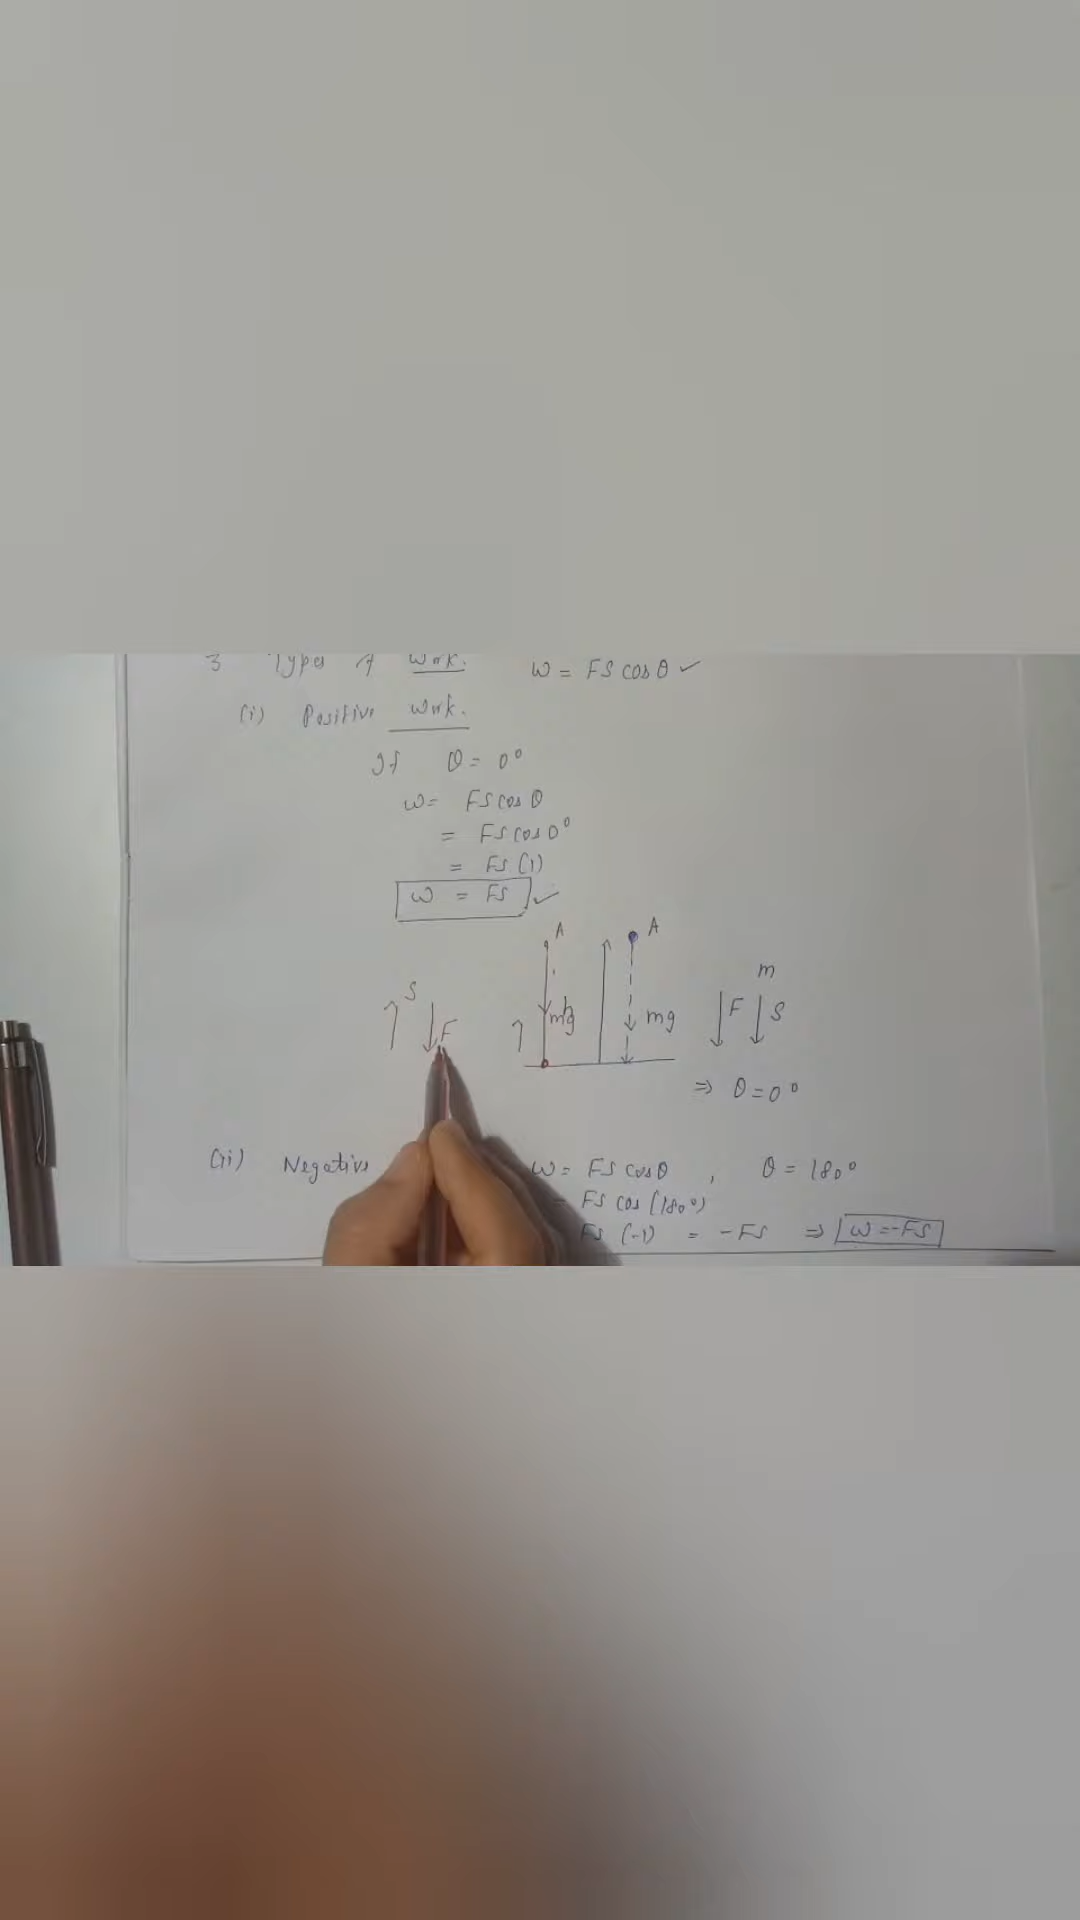 3 Types of Work. W = FS cos θ ✓
(i) Positive Work.
If θ = 0°
W = FS cos θ
= FS cos 0°
= FS (1)
W = FS ✓
A A
m
S F mg mg F S
⇒ θ = 0°
(ii) Negative W = FS cos θ , θ = 180°
= FS cos (180°)
FS (-1) = -FS ⇒ W = -FS